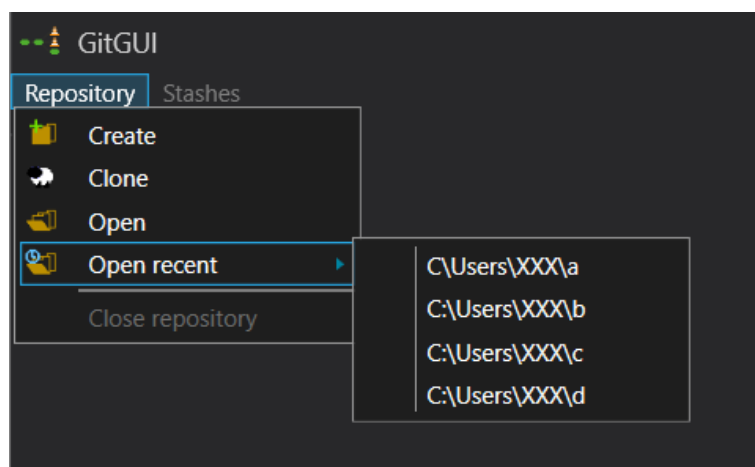 GitGUI
Repository Stashes
Create
Clone
Open
Open recent
Close repository
C\Users\XXX\a
C:\Users\XXX\b
C:\Users\XXX\c
C:\Users\XXX\d